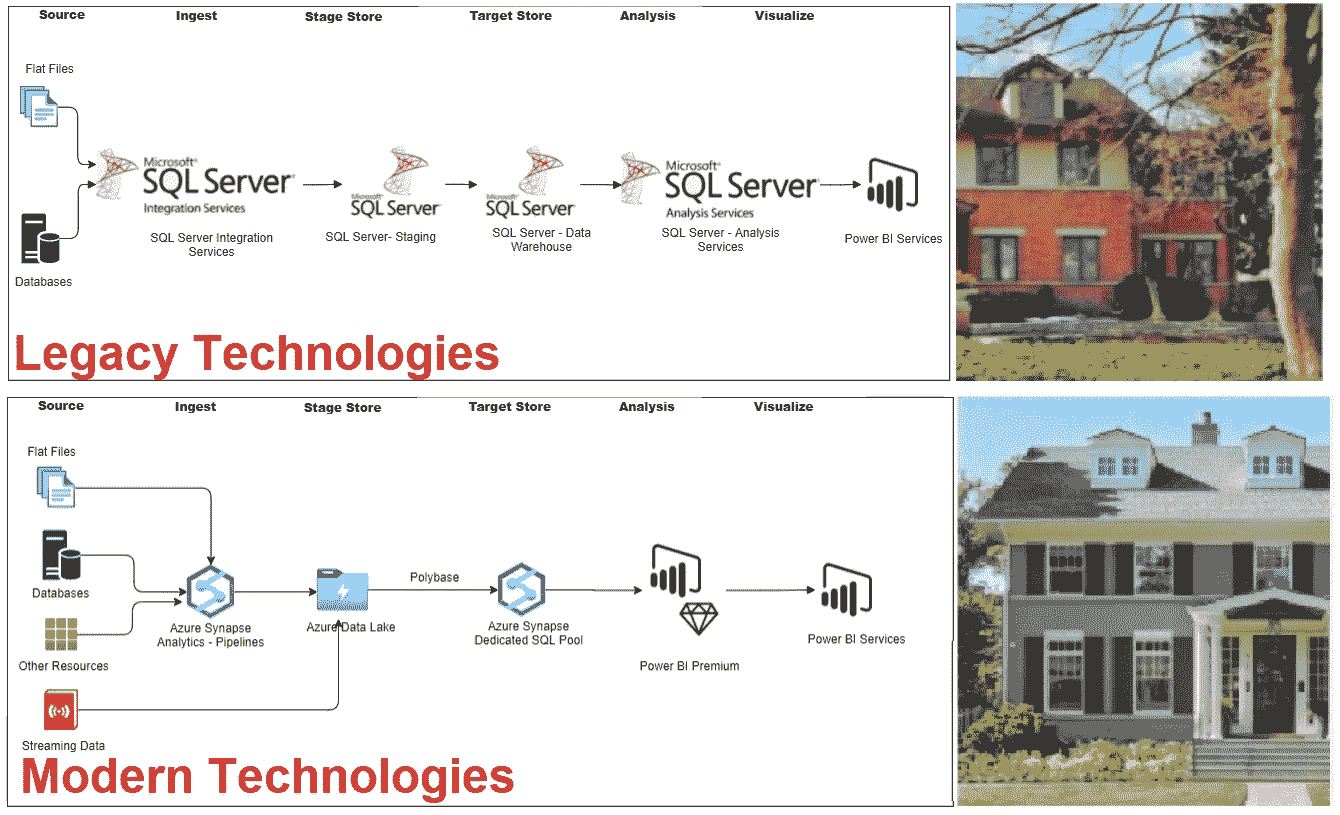 Source Ingest Stage Store Target Store Analysis Visualize
Flat Files
Microsoft®
SQL Server®
Integration Services
Microsoft®
SQL Server
Microsoft®
SQL Server
Microsoft®
SQL Server®
Analysis Services
SQL Server Integration
Services
SQL Server- Staging
SQL Server - Data
Warehouse
SQL Server - Analysis
Services
Power BI Services
Databases
Legacy Technologies
Source Ingest Stage Store Target Store Analysis Visualize
Flat Files
Databases
Other Resources
Streaming Data
Azure Synapse
Analytics - Pipelines
Azure Data Lake
Polybase
Azure Synapse
Dedicated SQL Pool
Power BI Premium
Power BI Services
Modern Technologies